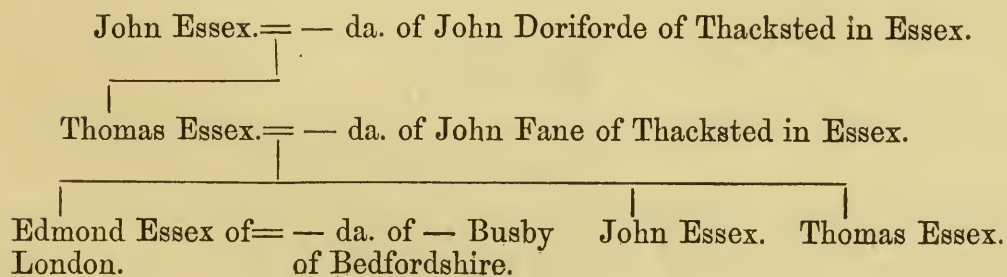 John Essex.= — da. of John Doriforde of Thacksted in Essex.
Thomas Essex.= — da. of John Fane of Thacksted in Essex.
Edmond Essex of= — da. of — Busby John Essex. Thomas Essex.
London. of Bedfordshire.